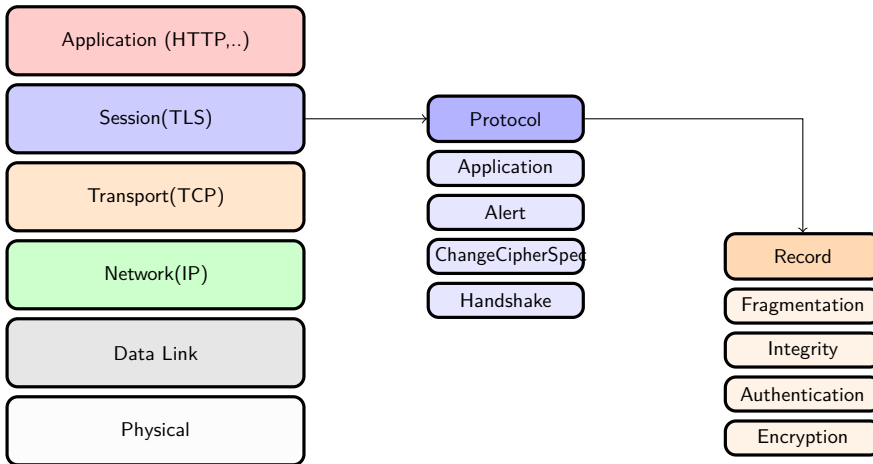 Application (HTTP,..)
Session(TLS)
Transport(TCP)
Network(IP)
Data Link
Physical
Protocol
Application
Alert
ChangeCipherSpec
Handshake
Record
Fragmentation
Integrity
Authentication
Encryption